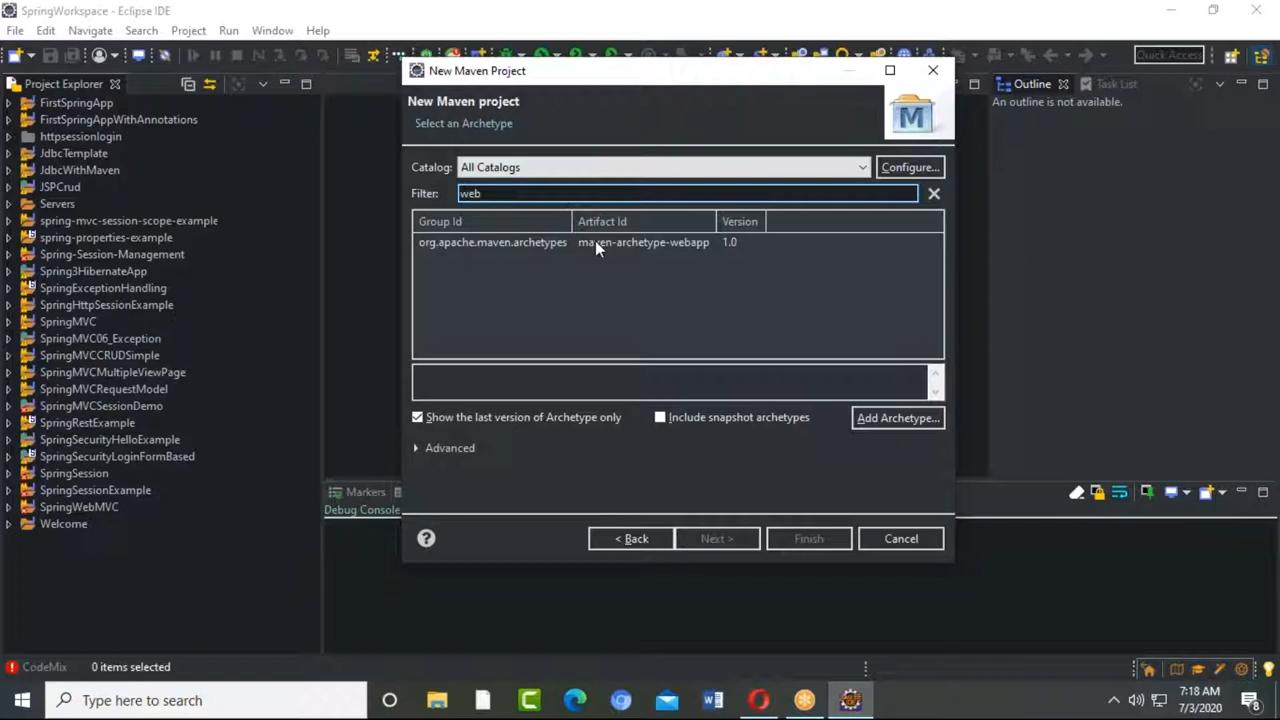 SpringWorkspace - Eclipse IDE
File Edit Navigate Search Project Run Window Help
Quick Access
Project Explorer
FirstSpringApp
FirstSpringAppWithAnnotations
httpsessionlogin
JdbcTemplate
JdbcWithMaven
JSPCrud
Servers
spring-mvc-session-scope-example
spring-properties-example
Spring-Session-Management
Spring3HibernateApp
SpringExceptionHandling
SpringHttpSessionExample
SpringMVC
SpringMVC06_Exception
SpringMVCCRUDSimple
SpringMVCMultipleViewPage
SpringMVCRequestModel
SpringMVCSessionDemo
SpringRestExample
SpringSecurityHelloExample
SpringSecurityLoginFormBased
SpringSession
SpringSessionExample
SpringWebMVC
Welcome
New Maven Project
New Maven project
Select an Archetype
M
Catalog: All Catalogs Configure...
Filter: web
Group Id Artifact Id Version
org.apache.maven.archetypes maven-archetype-webapp 1.0
Show the last version of Archetype only Include snapshot archetypes Add Archetype...
Advanced
? < Back Next > Finish Cancel
Outline Task List
An outline is not available.
Markers
Debug Console
CodeMix 0 items selected
Type here to search
7:18 AM
7/3/2020
8